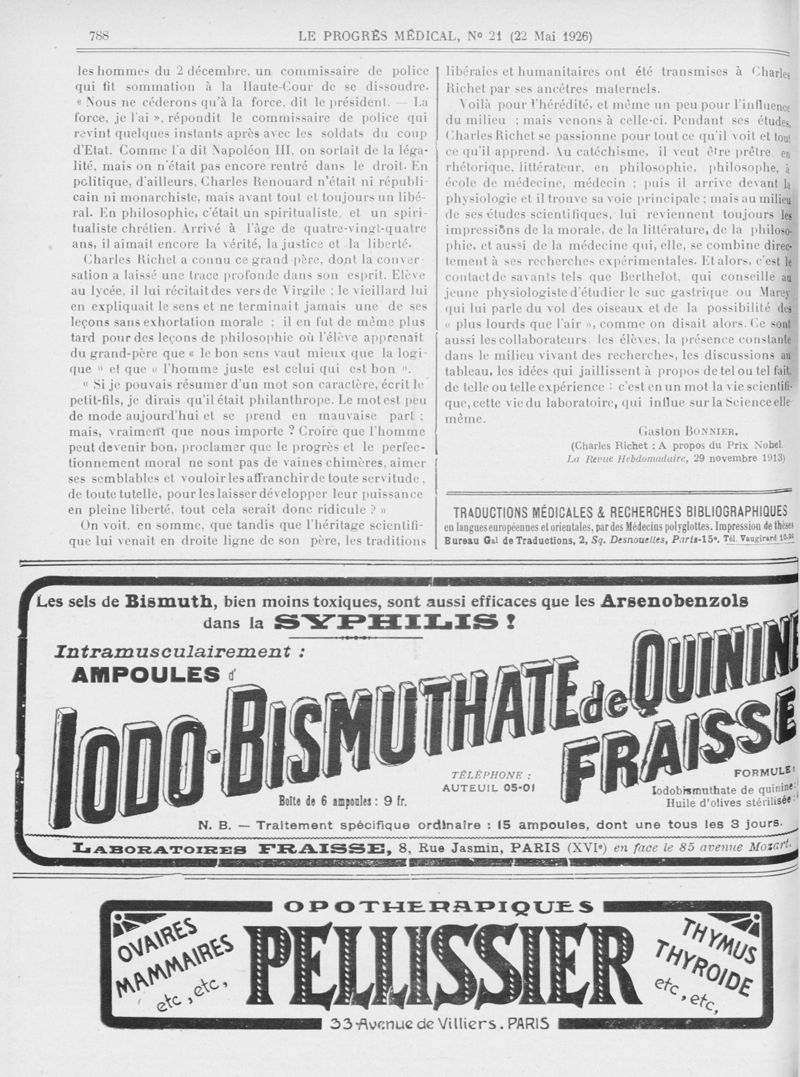 788
LE PROGRÈS MÉDICAL, No 21 (22 Mai 1926)
les hommes du 2 décembre, un commissaire de police
qui fit sommation à la Haute-Cour de se dissoudre.
« Nous ne céderons qu'à la force, dit le président. — La
force, je l'ai », répondit le commissaire de police qui
revint quelques instants après avec les soldats du coup
d'Etat. Comme l'a dit Napoléon III, on sortait de la léga-
lité, mais on n'était pas encore rentré dans le droit. En
politique, d'ailleurs, Charles Renouard n'était ni républi-
cain ni monarchiste, mais avant tout et toujours un libé-
ral. En philosophie, c'était un spiritualiste, et un spiri-
tualiste chrétien. Arrivé à l'âge de quatre-vingt-quatre
ans, il aimait encore la vérité, la justice et la liberté.
Charles Richet a connu ce grand-père, dont la conver-
sation a laissé une trace profonde dans son esprit. Elève
au lycée, il lui récitait des vers de Virgile ; le vieillard lui
en expliquait le sens et ne terminait jamais une de ses
leçons sans exhortation morale ; il en fut de même plus
tard pour des leçons de philosophie où l'élève apprenait
du grand-père que « le bon sens vaut mieux que la logi-
que » et que « l'homme juste est celui qui est bon ».
« Si je pouvais résumer d'un mot son caractère, écrit le
petit-fils, je dirais qu'il était philanthrope. Le mot est peu
de mode aujourd'hui et se prend en mauvaise part ;
mais, vraiment que nous importe ? Croire que l'homme
peut devenir bon, proclamer que le progrès et le perfec-
tionnement moral ne sont pas de vaines chimères, aimer
ses semblables et vouloir les affranchir de toute servitude,
de toute tutelle, pour les laisser développer leur puissance
en pleine liberté, tout cela serait donc ridicule ? »
On voit, en somme, que tandis que l'héritage scientifi-
que lui venait en droite ligne de son père, les traditions
libérales et humanitaires ont été transmises à Charles
Richet par ses ancêtres maternels.
Voilà pour l'hérédité, et même un peu pour l'influence
du milieu ; mais venons à celle-ci. Pendant ses études,
Charles Richet se passionne pour tout ce qu'il voit et tout
ce qu'il apprend. Au catéchisme, il veut être prêtre, en
rhétorique, littérateur, en philosophie, philosophe, à
école de médecine, médecin ; puis il arrive devant la
physiologie et il trouve sa voie principale ; mais au milieu
de ses études scientifiques, lui reviennent toujours les
impressions de la morale, de la littérature, de la philoso-
phie, et aussi de la médecine qui, elle, se combine direc-
tement à ses recherches expérimentales. Et alors, c'est le
contact de savants tels que Berthelot, qui conseille au
jeune physiologiste d'étudier le suc gastrique ou Marey
qui lui parle du vol des oiseaux et de la possibilité des
« plus lourds que l'air », comme on disait alors. Ce sont
aussi les collaborateurs, les élèves, la présence constante
dans le milieu vivant des recherches, les discussions au
tableau, les idées qui jaillissent à propos de tel ou tel fait,
de telle ou telle expérience : c'est en un mot la vie scientifi-
que, cette vie du laboratoire, qui influe sur la Science elle-
même.
Gaston BONNIER.
(Charles Richet : A propos du Prix Nobel.
La Revue Hebdomadaire, 29 novembre 1913)
TRADUCTIONS MÉDICALES & RECHERCHES BIBLIOGRAPHIQUES
en langues européennes et orientales, par des Médecins polyglottes. Impression de thèses
Bureau Gal de Traductions, 2, Sq. Desnouelles, Paris-15e. Tél. Vaugirard
Les sels de Bismuth, bien moins toxiques, sont aussi efficaces que les Arsenobenzols
dans la SYPHILIS !
Intramusculairement :
AMPOULES d'
IODO-BISMUTHATE de QUININE
FRAISSE
TÉLÉPHONE :
AUTEUIL 05-01
Boîte de 6 ampoules : 9 fr.
FORMULE :
Iodobismuthate de quinine
Huile d'olives stérilisée
N. B. — Traitement spécifique ordinaire : 15 ampoules, dont une tous les 3 jours.
LABORATOIRES FRAISSE, 8, Rue Jasmin, PARIS (XVIe) en face le 85 avenue Mozart.
OPOTHERAPIQUES
OVAIRES
MAMMAIRES
etc, etc,
PELLISSIER
THYMUS
THYROIDE
etc, etc,
33-Avenue de Villiers. PARIS